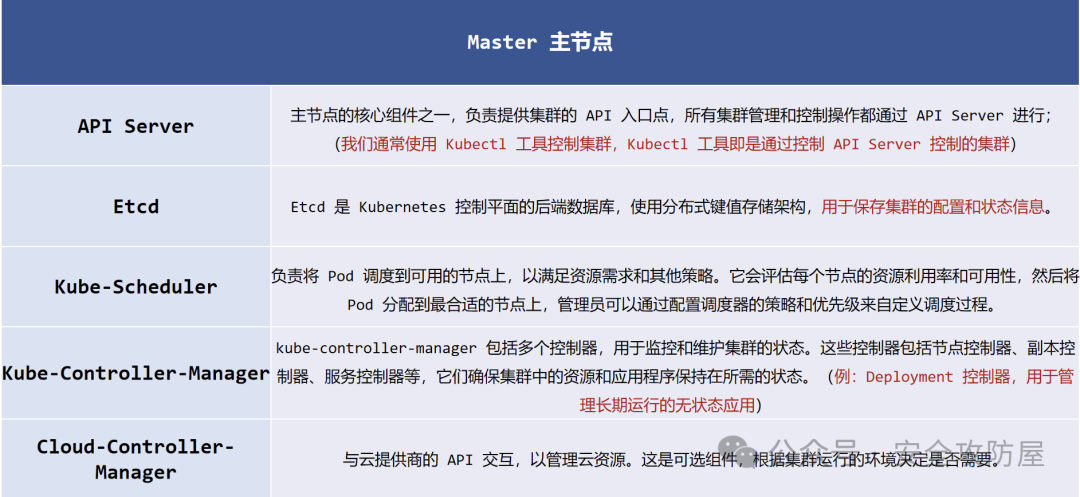 Master 主节点
API Server
主节点的核心组件之一，负责提供集群的 API 入口点，所有集群管理和控制操作都通过 API Server 进行；
（我们通常使用 Kubectl 工具控制集群，Kubectl 工具即是通过控制 API Server 控制的集群）
Etcd
Etcd 是 Kubernetes 控制平面的后端数据库，使用分布式键值存储架构，用于保存集群的配置和状态信息。
Kube-Scheduler
负责将 Pod 调度到可用的节点上，以满足资源需求和其他策略。它会评估每个节点的资源利用率和可用性，然后将
Pod 分配到最合适的节点上，管理员可以通过配置调度器的策略和优先级来自定义调度过程。
Kube-Controller-Manager
kube-controller-manager 包括多个控制器，用于监控和维护集群的状态。这些控制器包括节点控制器、副本控
制器、服务控制器等，它们确保集群中的资源和应用程序保持在所需的状态。（例：Deployment 控制器，用于管
理长期运行的无状态应用）
Cloud-Controller-
Manager
与云提供商的 API 交互，以管理云资源。这是可选组件，根据集群运行的环境决定是否需要。
公众号 · 安全攻防屋